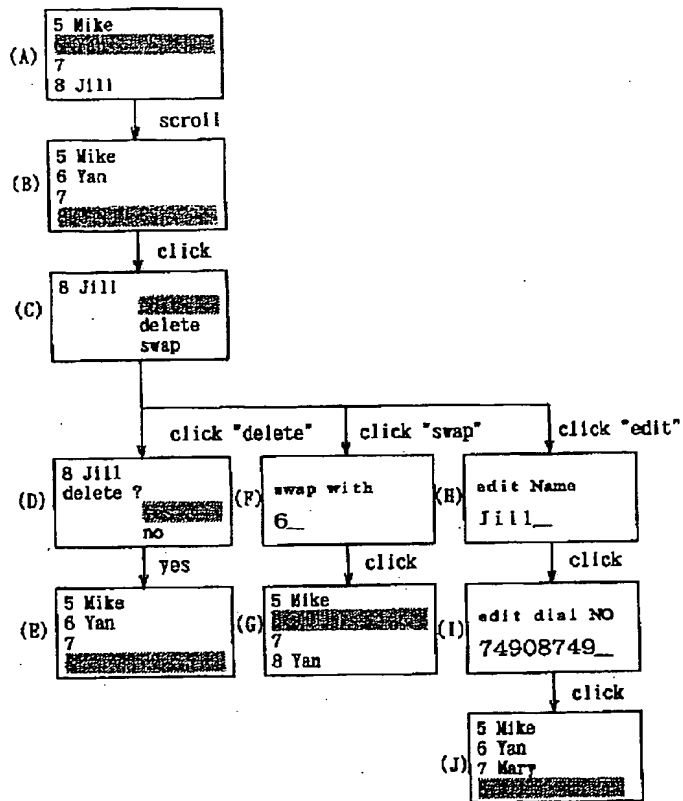 (A)
5 Mike
7
8 Jill
scroll
(B)
5 Mike
6 Yan
7
click
(C)
8 Jill
delete
swap
click "delete"
click "swap"
click "edit"
(D)
8 Jill
delete ?
no
(F)
swap with
6_
(H)
edit Name
Jill_
yes
click
click
(E)
5 Mike
6 Yan
7
(G)
5 Mike
7
8 Yan
(I)
edit dial NO
74908749_
click
(J)
5 Mike
6 Yan
7 Mary